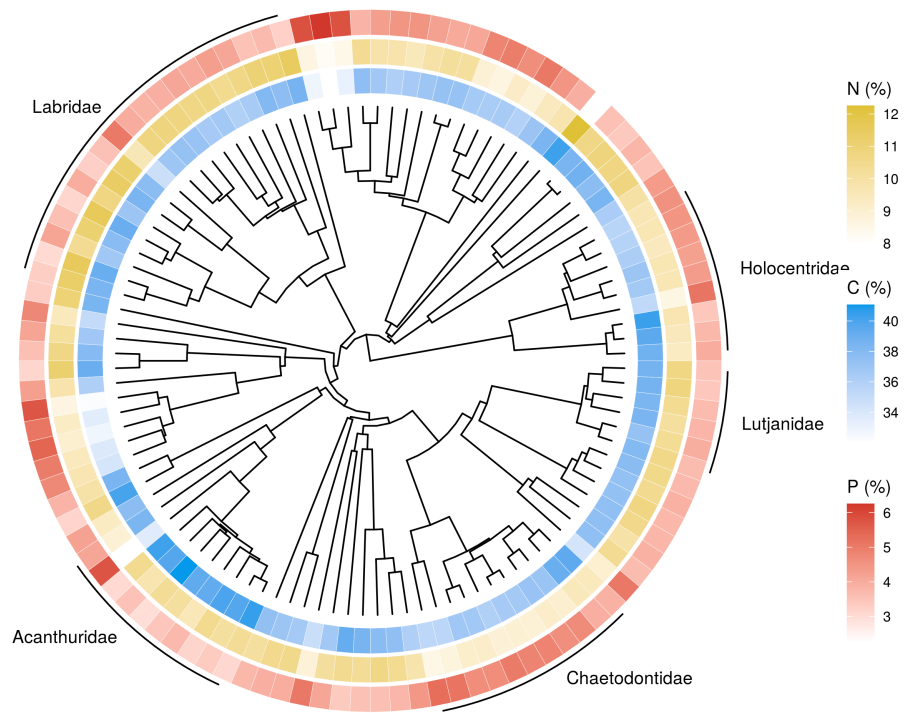 Labridae
Holocentridae
Lutjanidae
Chaetodontidae
Acanthuridae
N (%)
12
11
10
9
8
C (%)
40
38
36
34
P (%)
6
5
4
3